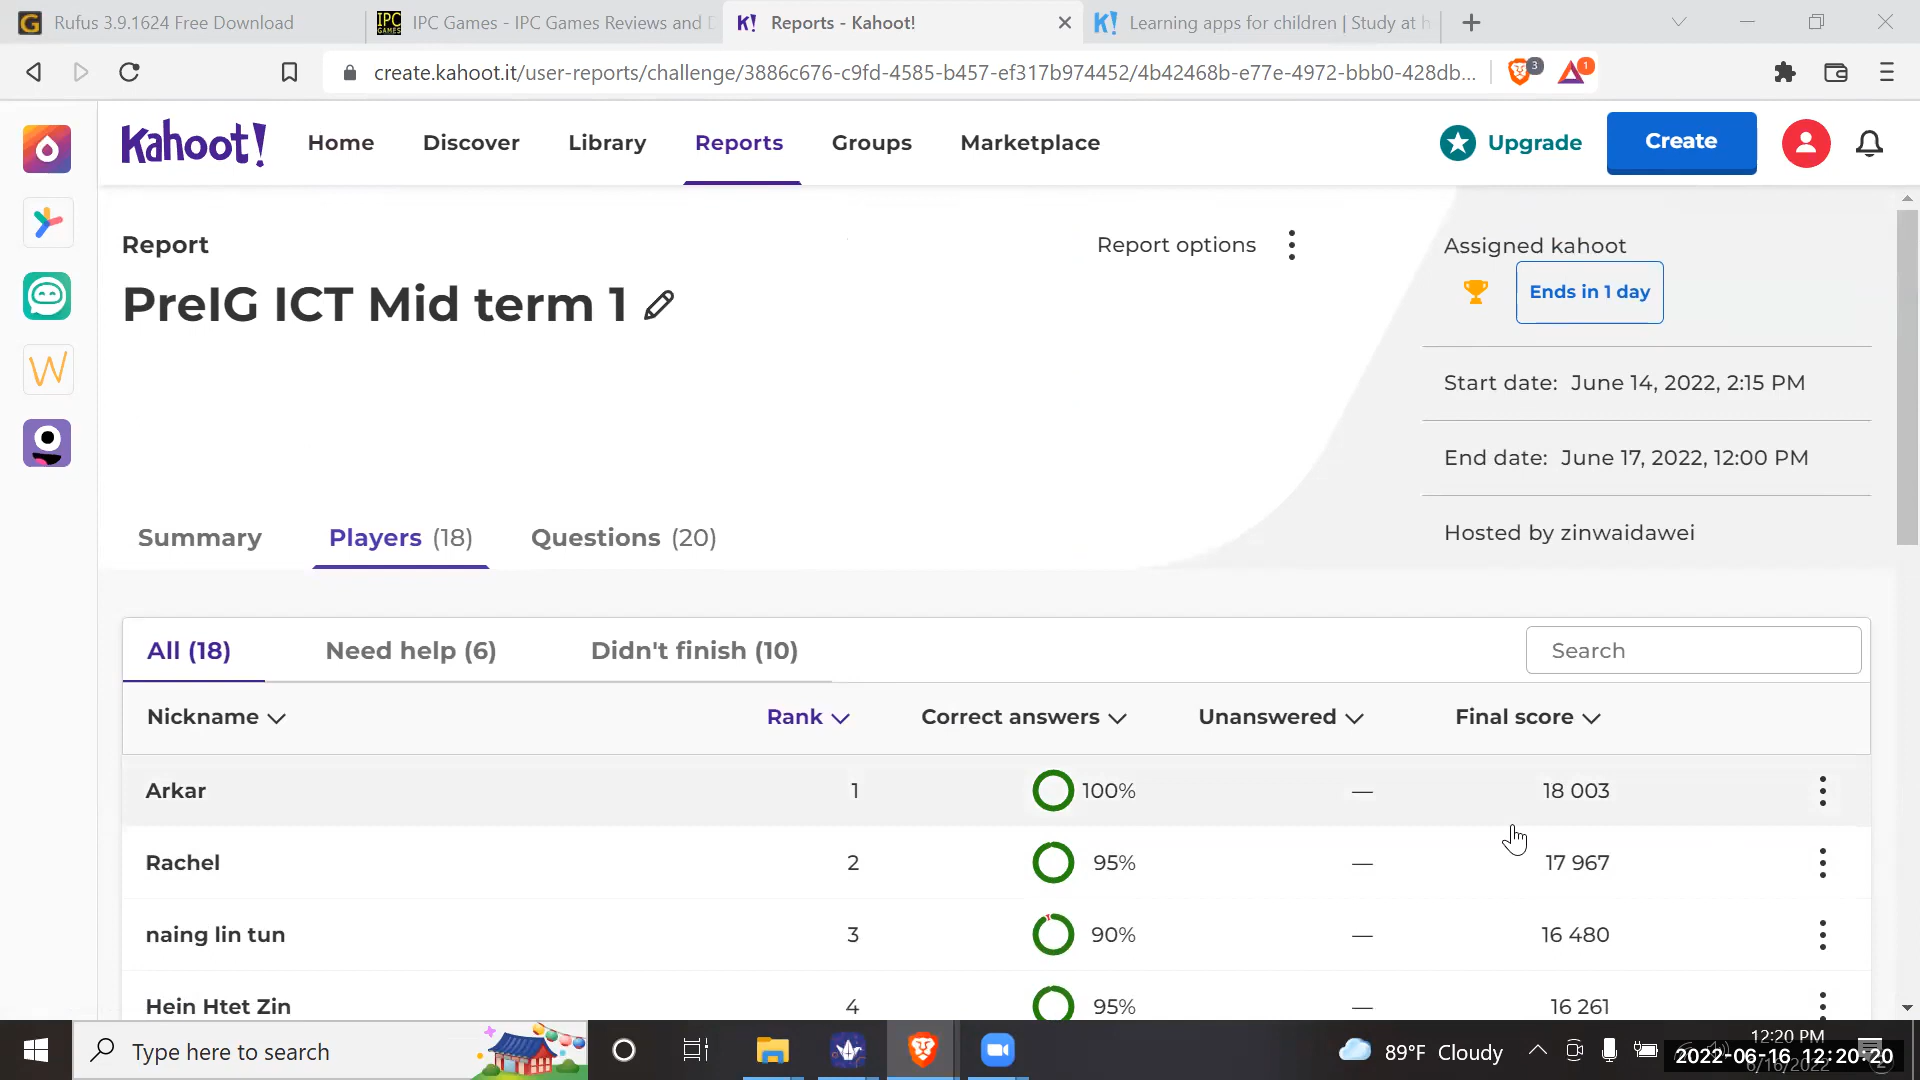 Rufus 3.9.1624 Free Download
IPC Games - IPC Games Reviews and D
Reports - Kahoot!
Learning apps for children | Study at h
create.kahoot.it/user-reports/challenge/3886c676-c9fd-4585-b457-ef317b974452/4b42468b-e77e-4972-bbb0-428db...
3
1
Kahoot!
Home
Discover
Library
Reports
Groups
Marketplace
Upgrade
Create
Report
Report options
Assigned kahoot
PreIG ICT Mid term 1
Ends in 1 day
Start date: June 14, 2022, 2:15 PM
End date: June 17, 2022, 12:00 PM
Hosted by zinwaidawei
Summary
Players (18)
Questions (20)
All (18)
Need help (6)
Didn't finish (10)
Search
Nickname
Rank
Correct answers
Unanswered
Final score
Arkar 1 100% — 18 003
Rachel 2 95% — 17 967
naing lin tun 3 90% — 16 480
Hein Htet Zin 4 95% — 16 261
Type here to search
89°F Cloudy
12:20 PM
2022-06-16 12:20:20
6/16/2022